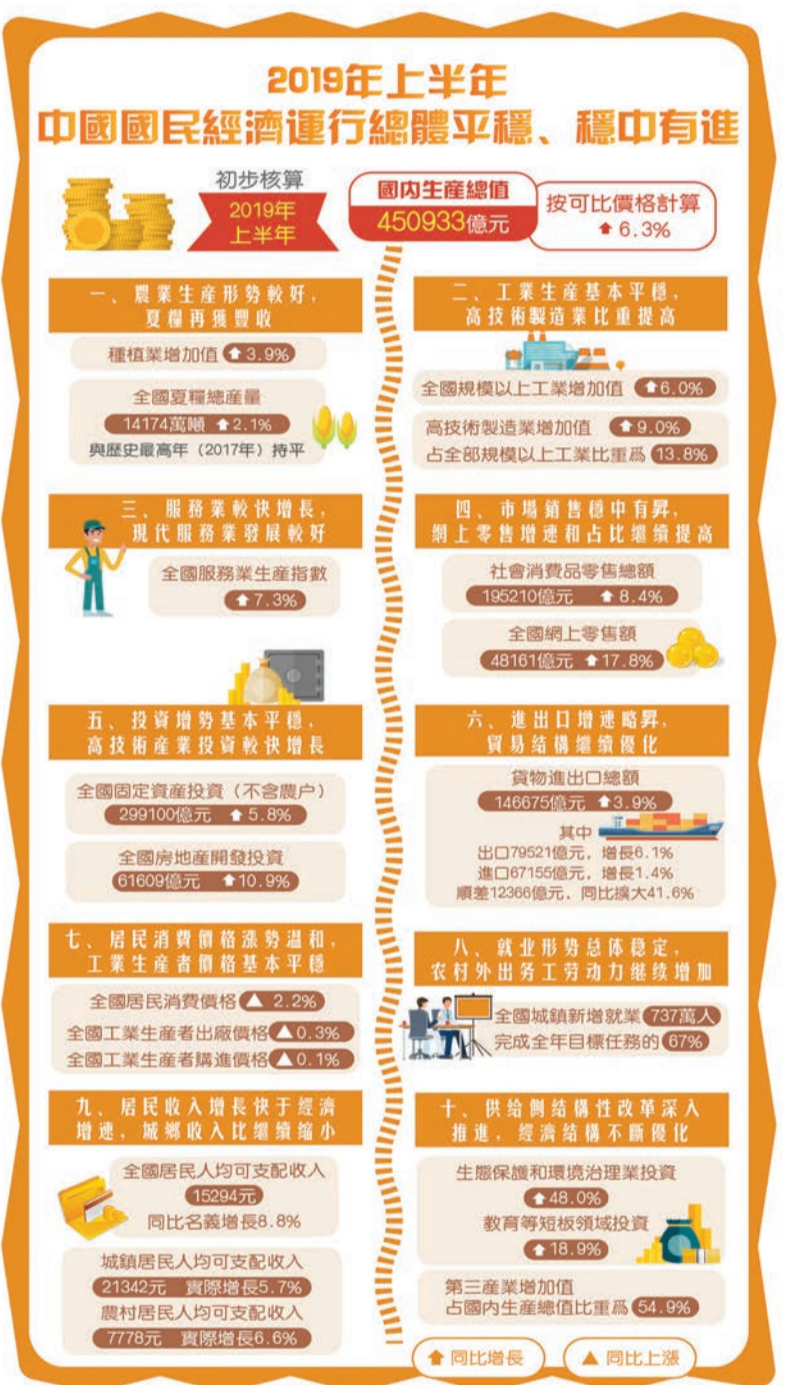 2019年上半年
中國國民經濟運行總體平穩、穩中有進
初步核算
2019年
上半年
國内生産總值
450933億元
按可比價格計算
⬆6.3%
一、農業生産形勢較好,
夏糧再獲豐收
種植業增加值 ⬆3.9%
全國夏糧總産量
14174萬噸 ⬆2.1%
與歷史最高年（2017年）持平
二、工業生産基本平穩,
高技術製造業比重提高
全國規模以上工業增加值 ⬆6.0%
高技術製造業增加值 ⬆9.0%
占全部規模以上工業比重爲 13.8%
三、服務業較快增長,
現代服務業發展較好
全國服務業生産指數
⬆7.3%
四、市場銷售穩中有昇,
網上零售增速和占比繼續提高
社會消費品零售總額
195210億元 ⬆8.4%
全國網上零售額
48161億元 ⬆17.8%
五、投資增勢基本平穩,
高技術産業投資較快增長
全國固定資産投資（不含農户）
299100億元 ⬆5.8%
全國房地産開發投資
61609億元 ⬆10.9%
六、進出口增速略昇,
貿易結構繼續優化
貨物進出口總額
146675億元 ⬆3.9%
其中
出口79521億元, 增長6.1%
進口67155億元, 增長1.4%
順差12366億元, 同比擴大41.6%
七、居民消費價格漲勢温和,
工業生産者價格基本平穩
全國居民消費價格 ▲ 2.2%
全國工業生産者出廠價格 ▲0.3%
全國工業生産者購進價格 ▲0.1%
八、就业形势总体稳定,
农村外出务工劳动力继续增加
全國城鎮新增就業 737萬人
完成全年目標任務的 67%
九、居民收入增長快于經濟
增速, 城鄉收入比繼續縮小
全國居民人均可支配收入
15294元
同比名義增長8.8%
城鎮居民人均可支配收入
21342元 實際增長5.7%
農村居民人均可支配收入
7778元 實際增長6.6%
十、供给側結構性改革深入
推進, 經濟結構不斷優化
生態保護和環境治理業投資
⬆48.0%
教育等短板領域投資
⬆18.9%
第三産業增加值
占國内生産總值比重爲 54.9%
⬆ 同比增長
▲ 同比上漲